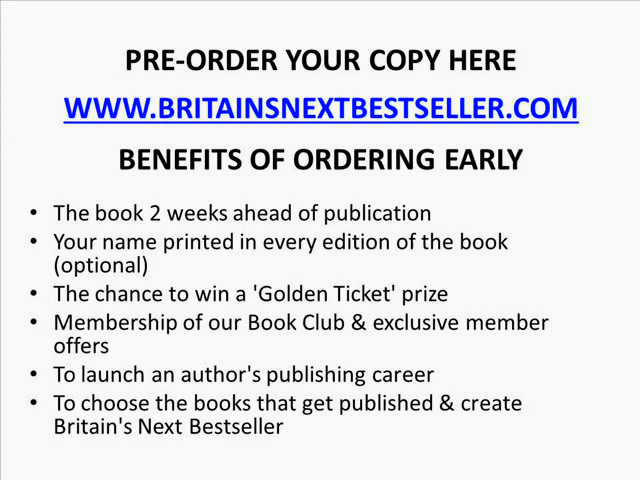 PRE-ORDER YOUR COPY HERE
WWW.BRITAINSNEXTBESTSELLER.COM
BENEFITS OF ORDERING EARLY
• The book 2 weeks ahead of publication
• Your name printed in every edition of the book
(optional)
• The chance to win a 'Golden Ticket' prize
• Membership of our Book Club & exclusive member
offers
• To launch an author's publishing career
• To choose the books that get published & create
Britain's Next Bestseller